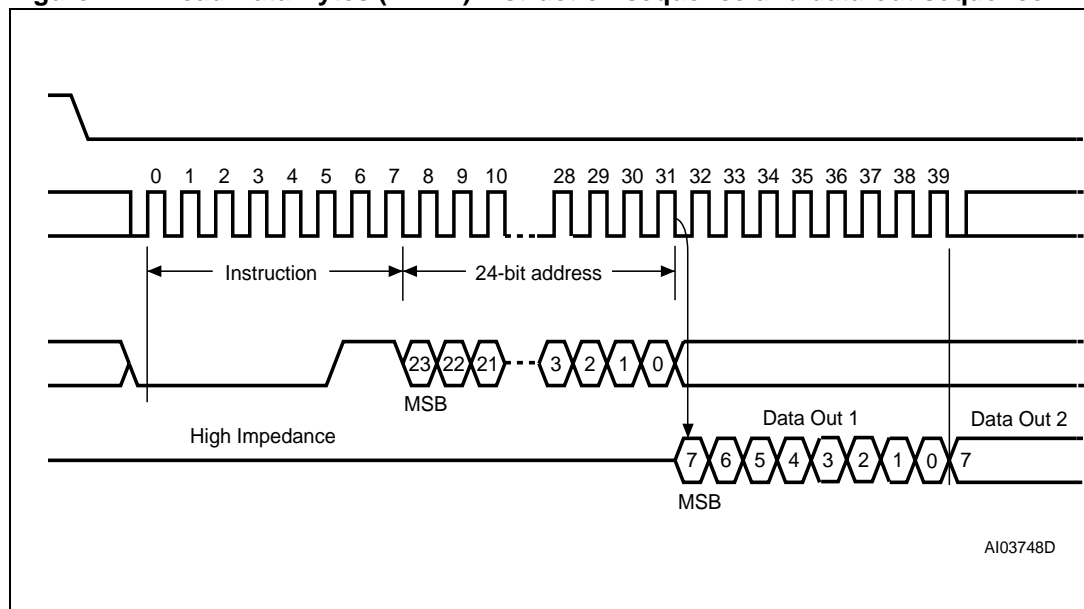 0 1 2 3 4 5 6 7 8 9 10 28 29 30 31 32 33 34 35 36 37 38 39
Instruction 24-bit address
23 22 21 3 2 1 0
MSB
High Impedance Data Out 1 Data Out 2
7 6 5 4 3 2 1 0 7
MSB
AI03748D